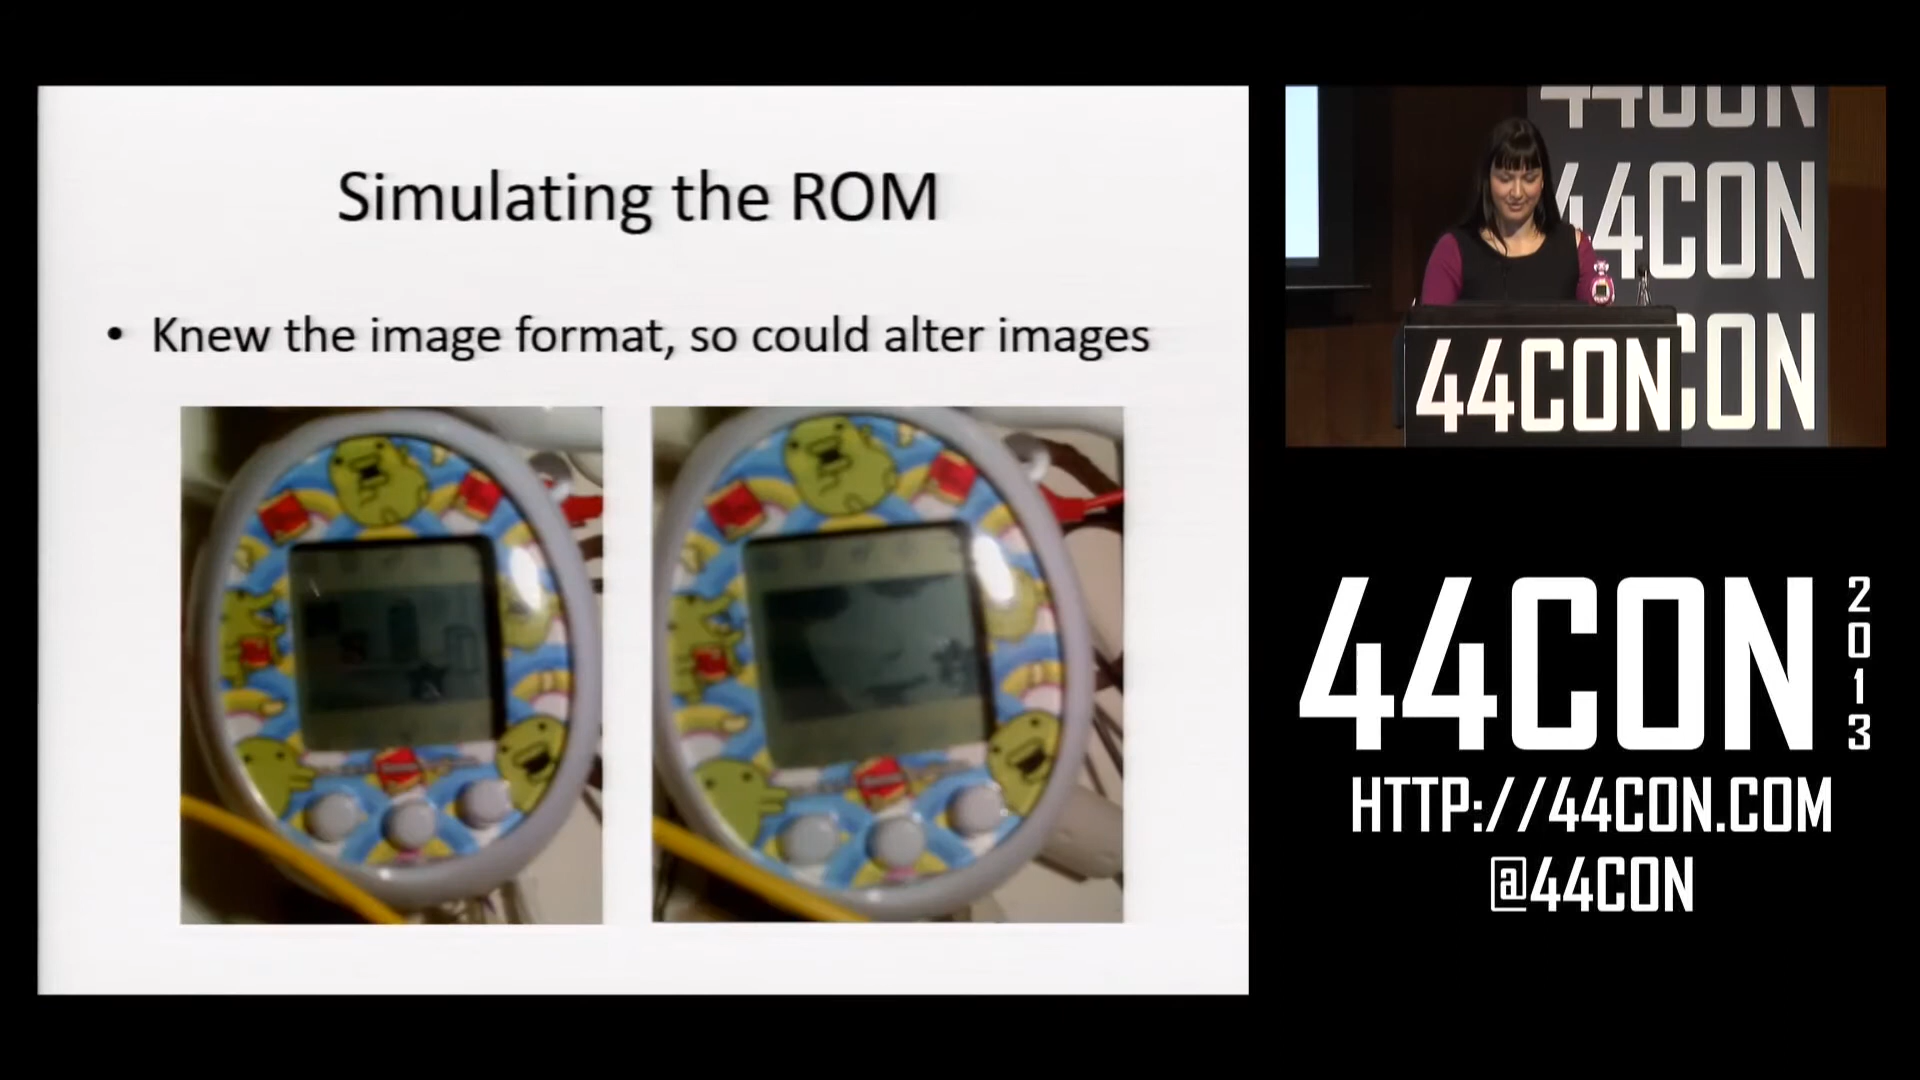 Simulating the ROM
• Knew the image format, so could alter images
44CON
44CON
44CON
44CON
44CON
2013
HTTP://44CON.COM
@44CON